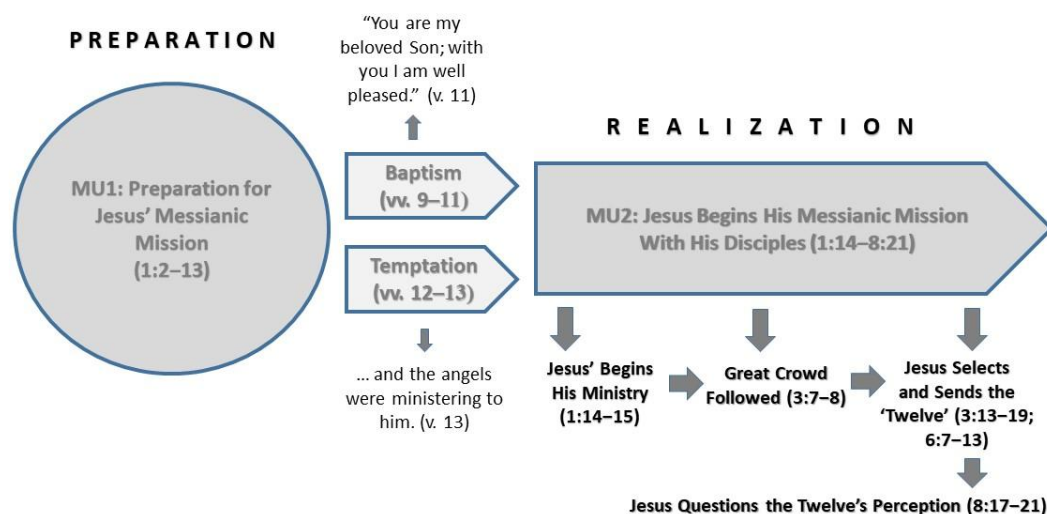 PREPARATION
“You are my
beloved Son; with
you I am well
pleased.” (v. 11)
REALIZATION
MU1: Preparation for
Jesus’ Messianic
Mission
(1:2–13)
Baptism
(vv. 9–11)
Temptation
(vv. 12–13)
... and the angels
were ministering to
him. (v. 13)
MU2: Jesus Begins His Messianic Mission
With His Disciples (1:14–8:21)
Jesus’ Begins
His Ministry
(1:14–15)
Great Crowd
Followed (3:7–8)
Jesus Selects
and Sends the
‘Twelve’ (3:13–19;
6:7–13)
Jesus Questions the Twelve’s Perception (8:17–21)